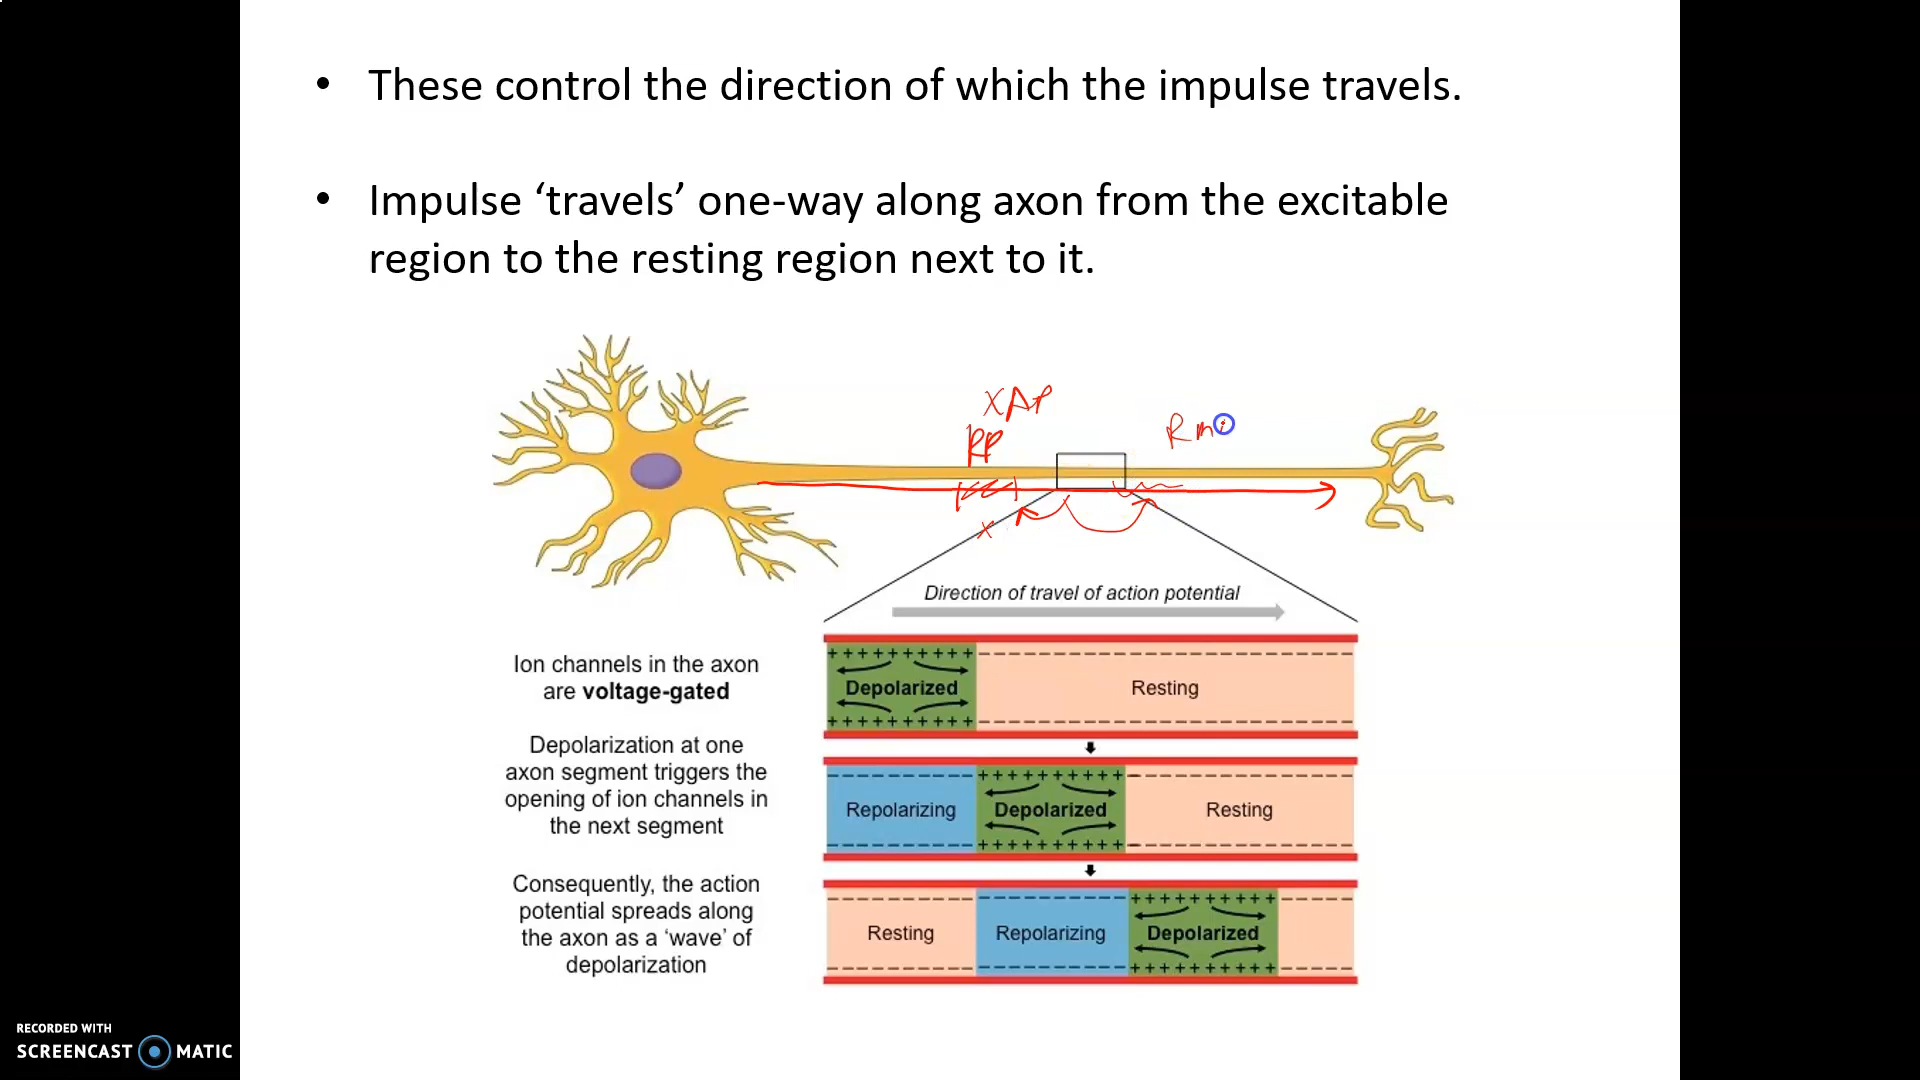 • These control the direction of which the impulse travels.
• Impulse ‘travels’ one-way along axon from the excitable
region to the resting region next to it.
XAP
RP
Rm
x
Direction of travel of action potential
Ion channels in the axon
are voltage-gated
Depolarization at one
axon segment triggers the
opening of ion channels in
the next segment
Consequently, the action
potential spreads along
the axon as a ‘wave’ of
depolarization
++++++++++
Depolarized Resting
++++++++++
++++++++++
Repolarizing Depolarized Resting
++++++++++
++++++++++
Resting Repolarizing Depolarized
++++++++++
RECORDED WITH
SCREENCAST MATIC